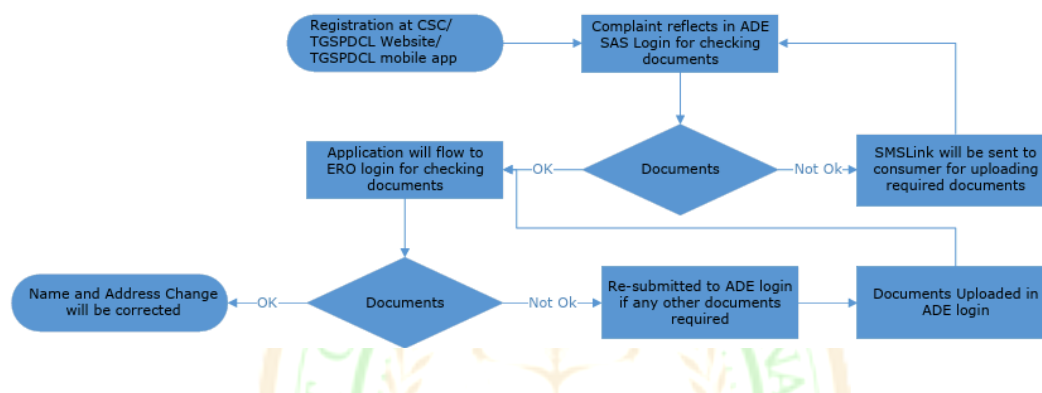 Registration at CSC/
TGSPDCL Website/
TGSPDCL mobile app
Complaint reflects in ADE
SAS Login for checking
documents
Application will flow to
ERO login for checking
documents
OK
Documents
Not Ok
SMSLink will be sent to
consumer for uploading
required documents
Name and Address Change
will be corrected
OK
Documents
Not Ok
Re-submitted to ADE login
if any other documents
required
Documents Uploaded in
ADE login